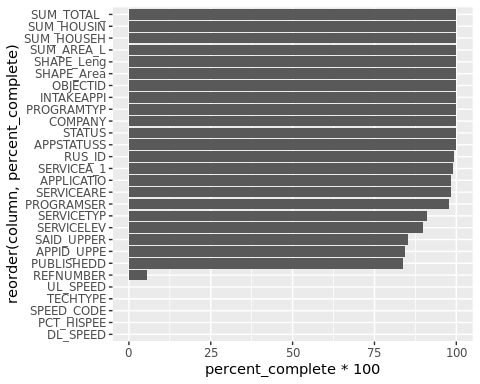 SUM_TOTAL_
SUM_HOUSIN
SUM_HOUSEH
SUM_AREA_L
SHAPE_Leng
SHAPE_Area
OBJECTID
INTAKEAPPI
PROGRAMTYP
COMPANY
STATUS
APPSTATUSS
RUS_ID
SERVICEA_1
APPLICATIO
SERVICEARE
PROGRAMSER
SERVICETYP
SERVICELEV
SAID_UPPER
APPID_UPPE
PUBLISHEDD
REFNUMBER
UL_SPEED
TECHTYPE
SPEED_CODE
PCT_HISPEE
DL_SPEED
reorder(column, percent_complete)
0 25 50 75 100
percent_complete * 100